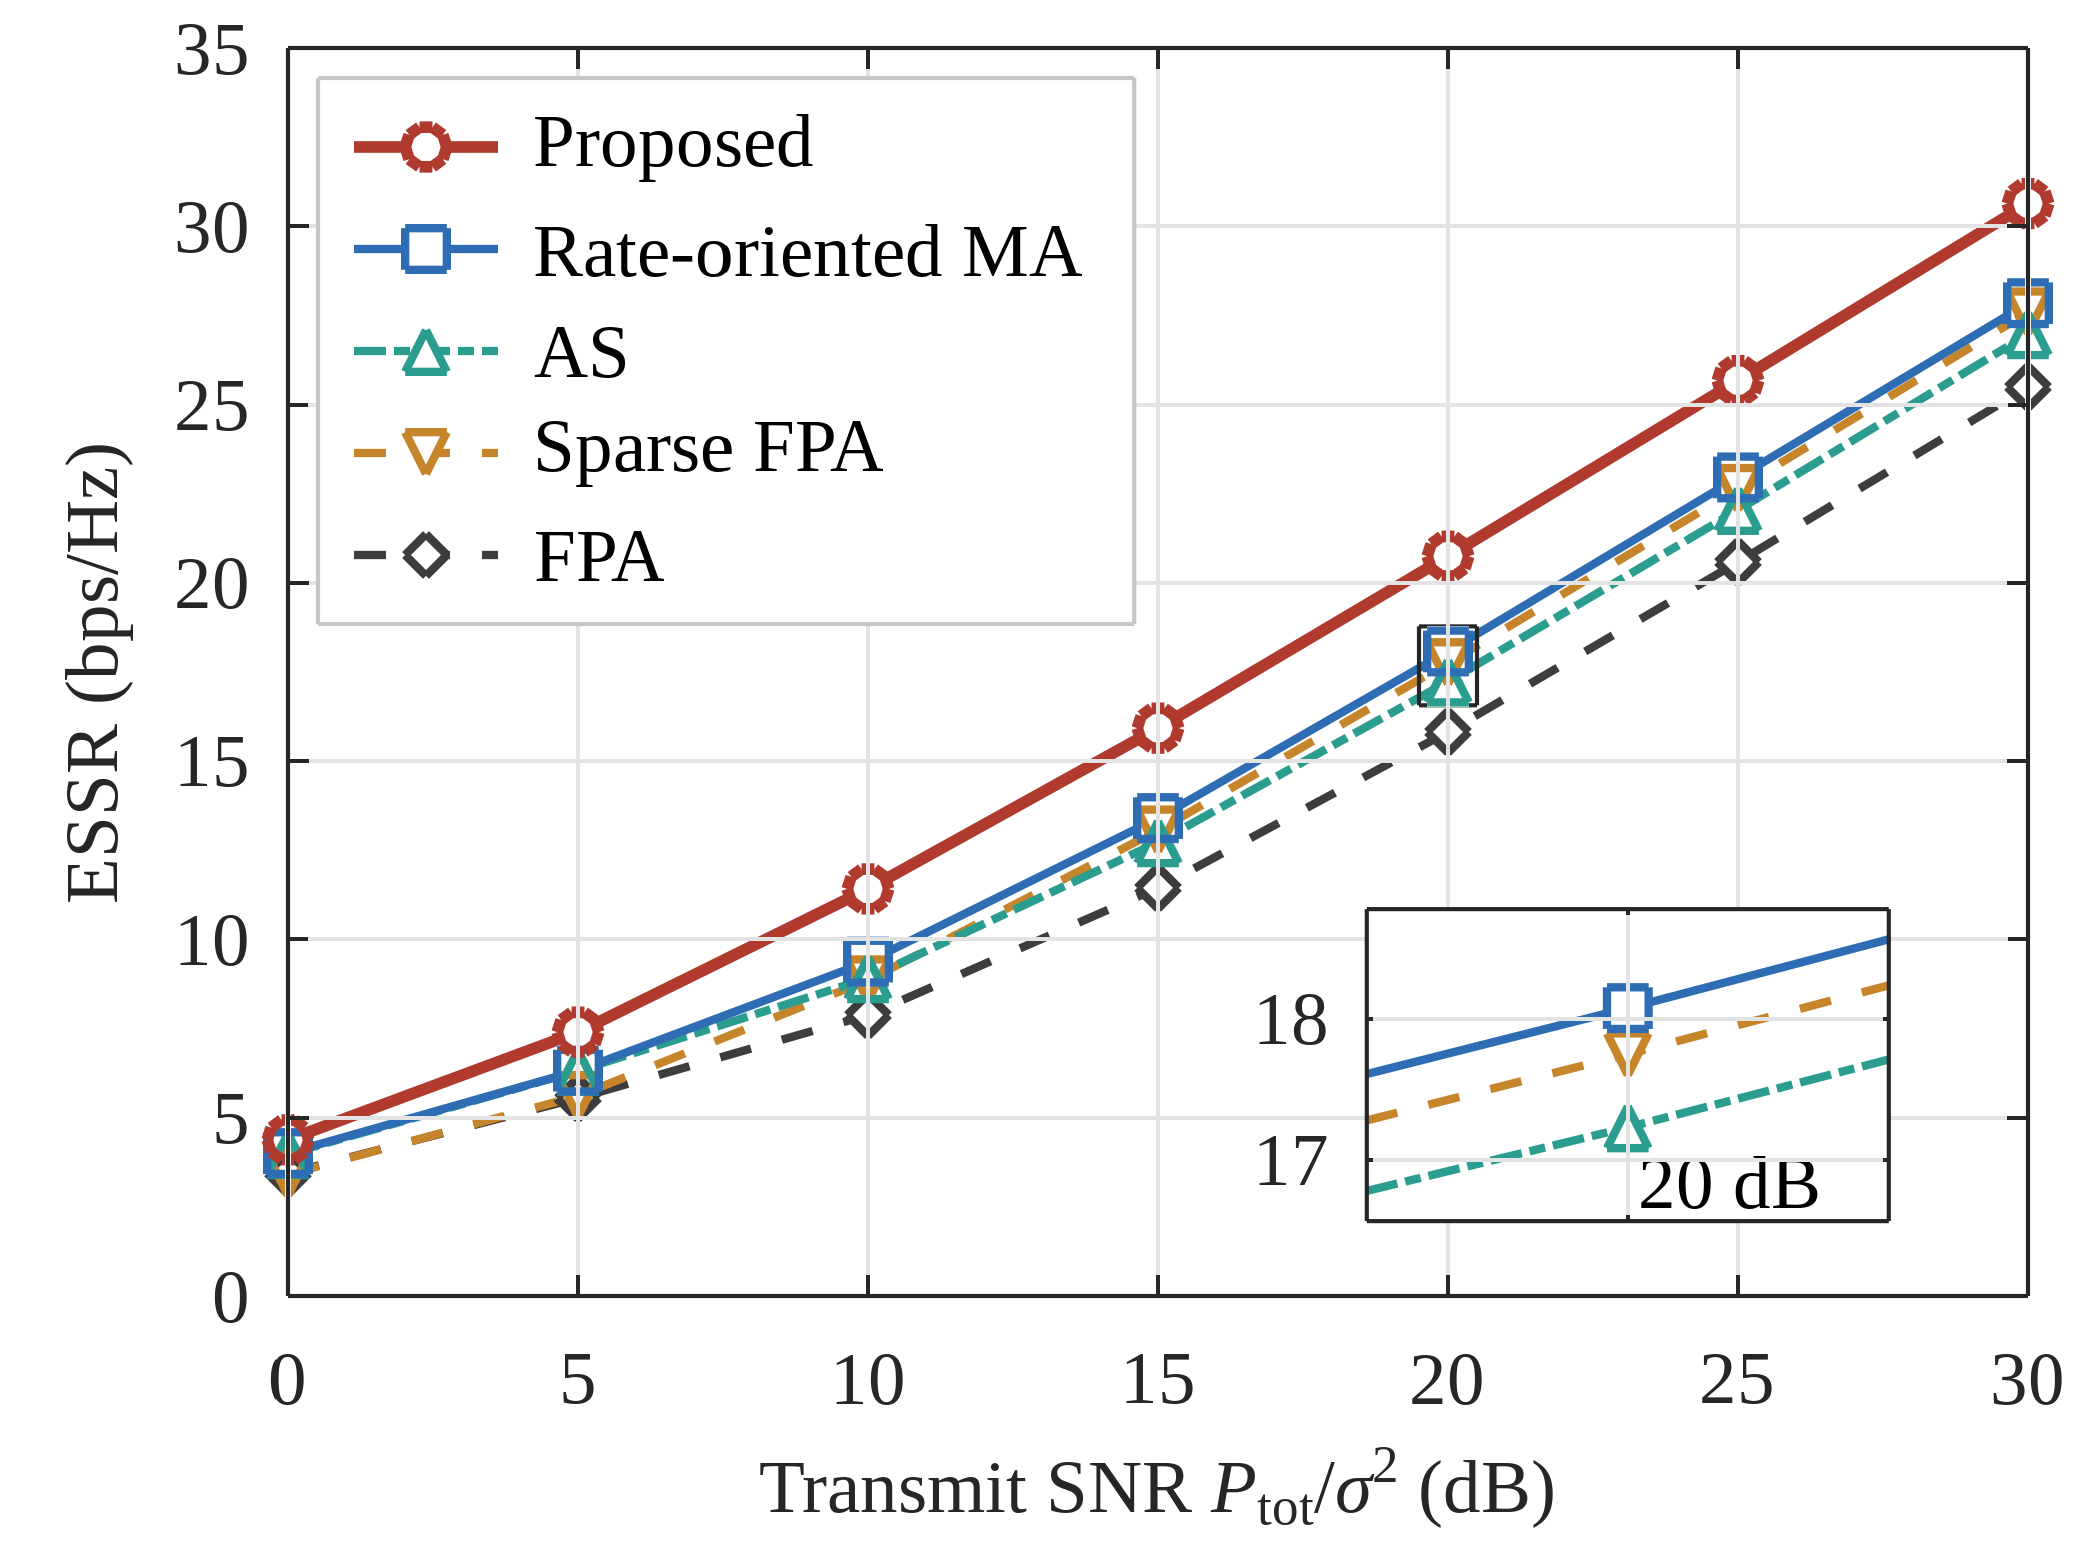 35
30
25
20
15
10
5
0
ESSR (bps/Hz)
Proposed
Rate-oriented MA
AS
Sparse FPA
FPA
18
17
20 dB
0 5 10 15 20 25 30
Transmit SNR P_tot/σ² (dB)